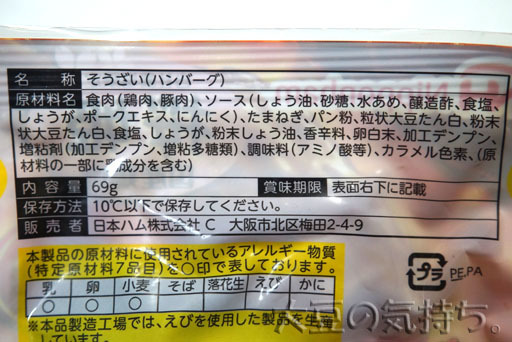 名称 そうざい(ハンバーグ)
原材料名 食肉(鶏肉、豚肉)、ソース(しょう油、砂糖、水あめ、醸造酢、食塩、
しょうが、ポークエキス、にんにく)、たまねぎ、パン粉、粒状大豆たん白、粉末
状大豆たん白、食塩、しょうが、粉末しょう油、香辛料、卵白末、加工デンプン、
増粘剤(加工デンプン、増粘多糖類)、調味料(アミノ酸等)、カラメル色素、(原
材料の一部に乳成分を含む)
内容量 69g 賞味期限 表面右下に記載
保存方法 10℃以下で保存してください。
販売者 日本ハム株式会社 C 大阪市北区梅田2-4-9
本製品の原材料に使用されているアレルギー物質
(特定原材料7品目)を〇印で表しております。
乳 卵 小麦 そば 落花生 えび かに
〇 〇 〇 - - - -
※本品製造工場では、えびを使用した製品を生産
しています。
プラ PE,PA
大豆の気持ち。